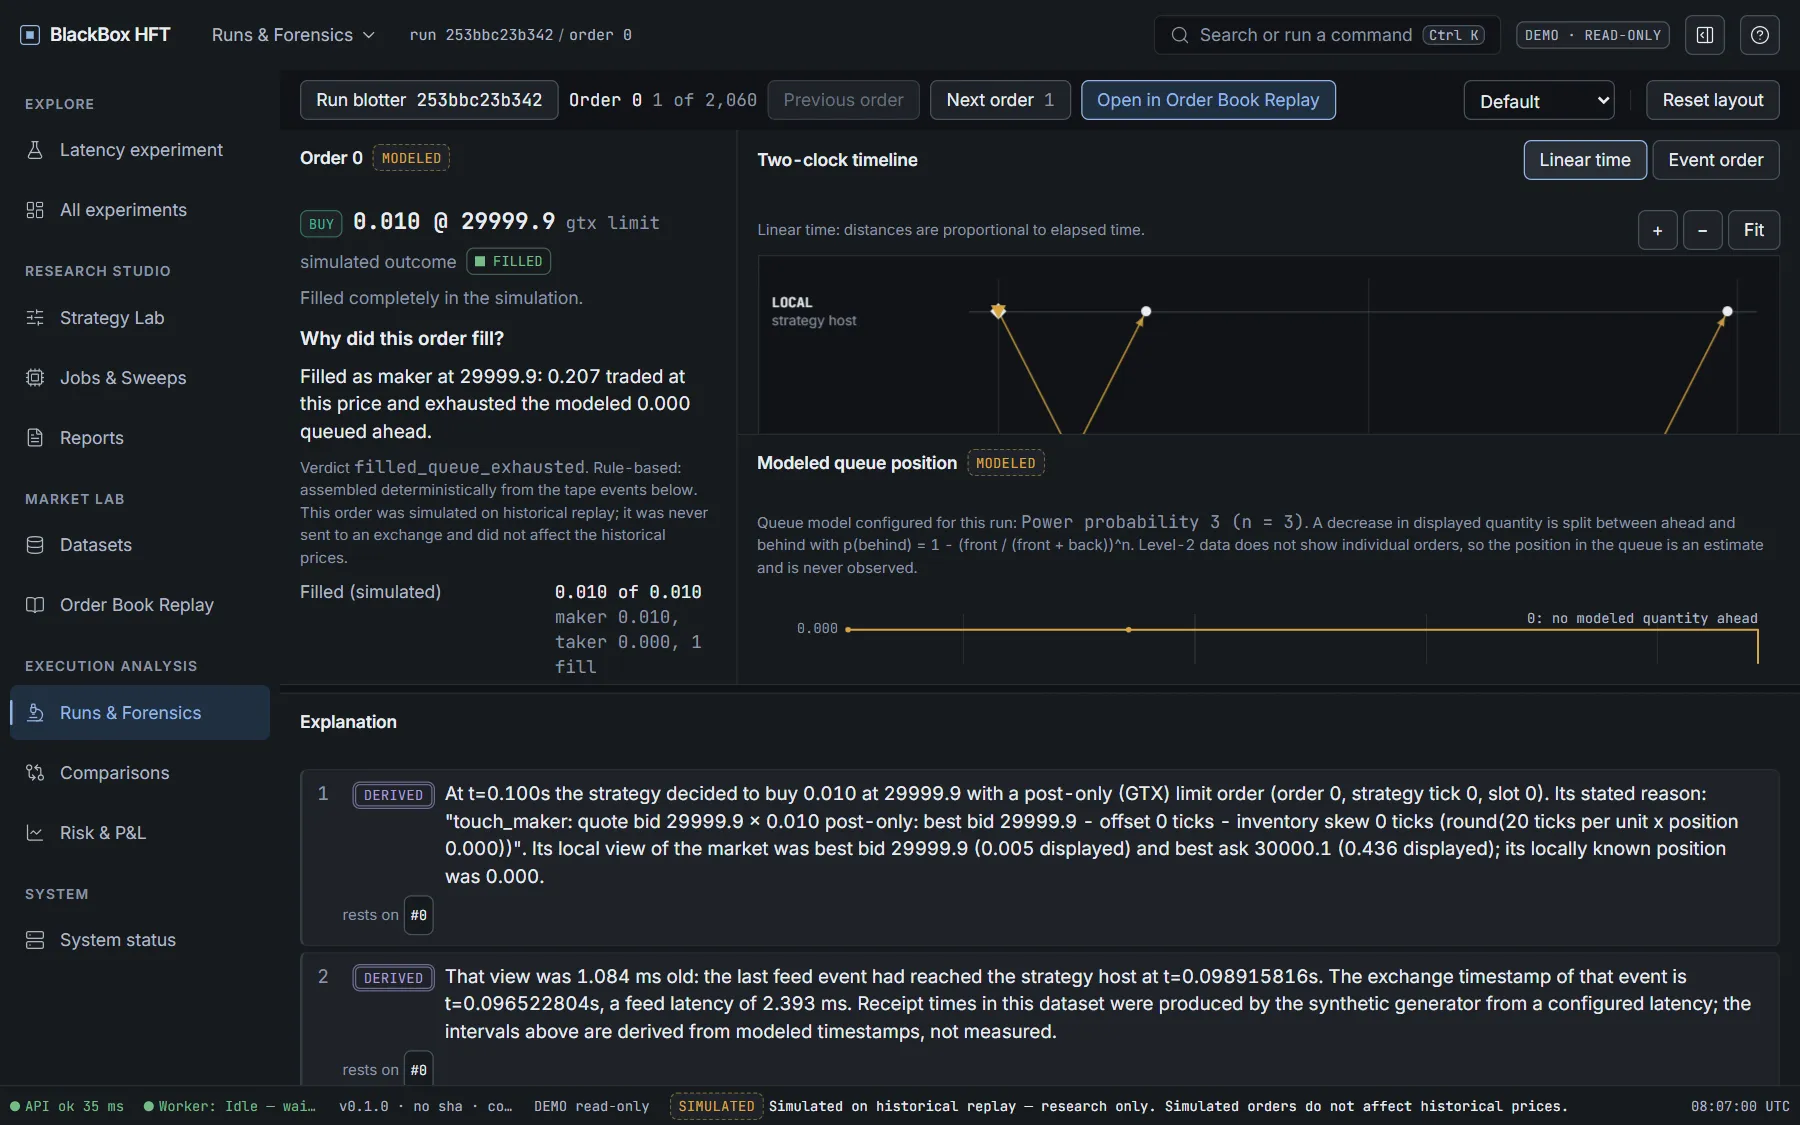 BlackBox HFT
Runs & Forensics
run 253bbc23b342 / order 0
Search or run a command Ctrl K
DEMO · READ-ONLY
EXPLORE
Latency experiment
All experiments
RESEARCH STUDIO
Strategy Lab
Jobs & Sweeps
Reports
MARKET LAB
Datasets
Order Book Replay
EXECUTION ANALYSIS
Runs & Forensics
Comparisons
Risk & P&L
SYSTEM
System status
Run blotter 253bbc23b342
Order 0 1 of 2,060
Previous order
Next order 1
Open in Order Book Replay
Default
Reset layout
Order 0 MODELED
BUY 0.010 @ 29999.9 gtx limit
simulated outcome FILLED
Filled completely in the simulation.
Why did this order fill?
Filled as maker at 29999.9: 0.207 traded at
this price and exhausted the modeled 0.000
queued ahead.
Verdict filled_queue_exhausted. Rule-based:
assembled deterministically from the tape events below.
This order was simulated on historical replay; it was never
sent to an exchange and did not affect the historical
prices.
Filled (simulated)
0.010 of 0.010
maker 0.010,
taker 0.000, 1
fill
Two-clock timeline
Linear time
Event order
Linear time: distances are proportional to elapsed time.
+
−
Fit
LOCAL
strategy host
Modeled queue position MODELED
Queue model configured for this run: Power probability 3 (n = 3). A decrease in displayed quantity is split between ahead and
behind with p(behind) = 1 - (front / (front + back))^n. Level-2 data does not show individual orders, so the position in the queue is an estimate
and is never observed.
0: no modeled quantity ahead
0.000
Explanation
1 DERIVED At t=0.100s the strategy decided to buy 0.010 at 29999.9 with a post-only (GTX) limit order (order 0, strategy tick 0, slot 0). Its stated reason:
"touch_maker: quote bid 29999.9 × 0.010 post-only: best bid 29999.9 - offset 0 ticks - inventory skew 0 ticks (round(20 ticks per unit x position
0.000))". Its local view of the market was best bid 29999.9 (0.005 displayed) and best ask 30000.1 (0.436 displayed); its locally known position
was 0.000.
rests on #0
2 DERIVED That view was 1.084 ms old: the last feed event had reached the strategy host at t=0.098915816s. The exchange timestamp of that event is
t=0.096522804s, a feed latency of 2.393 ms. Receipt times in this dataset were produced by the synthetic generator from a configured latency; the
intervals above are derived from modeled timestamps, not measured.
rests on #0
API ok 35 ms
Worker: Idle — wai…
v0.1.0 · no sha · co…
DEMO read-only
SIMULATED Simulated on historical replay — research only. Simulated orders do not affect historical prices.
08:07:00 UTC